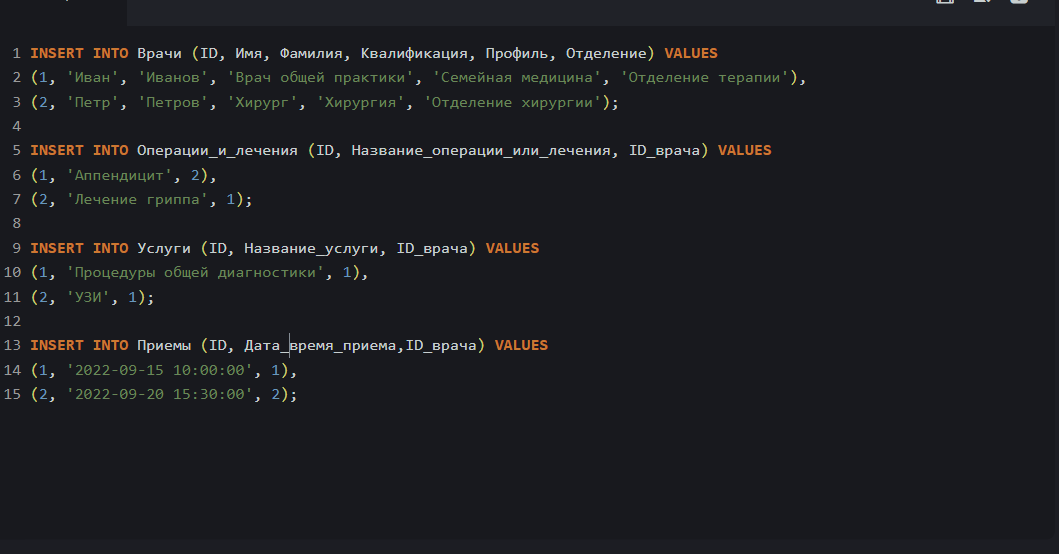 1 INSERT INTO Врачи (ID, Имя, Фамилия, Квалификация, Профиль, Отделение) VALUES
2 (1, 'Иван', 'Иванов', 'Врач общей практики', 'Семейная медицина', 'Отделение терапии'),
3 (2, 'Петр', 'Петров', 'Хирург', 'Хирургия', 'Отделение хирургии');
4
5 INSERT INTO Операции_и_лечения (ID, Название_операции_или_лечения, ID_врача) VALUES
6 (1, 'Аппендицит', 2),
7 (2, 'Лечение гриппа', 1);
8
9 INSERT INTO Услуги (ID, Название_услуги, ID_врача) VALUES
10 (1, 'Процедуры общей диагностики', 1),
11 (2, 'УЗИ', 1);
12
13 INSERT INTO Приемы (ID, Дата_время_приема,ID_врача) VALUES
14 (1, '2022-09-15 10:00:00', 1),
15 (2, '2022-09-20 15:30:00', 2);